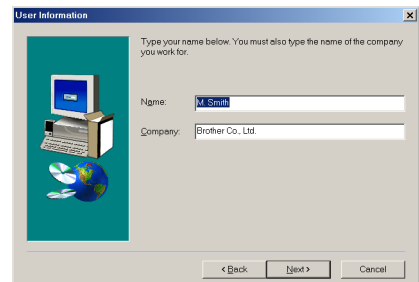 User Information
Type your name below. You must also type the name of the company
you work for.
Name:
M. Smith
Company:
Brother Co., Ltd.
< Back
Next >
Cancel